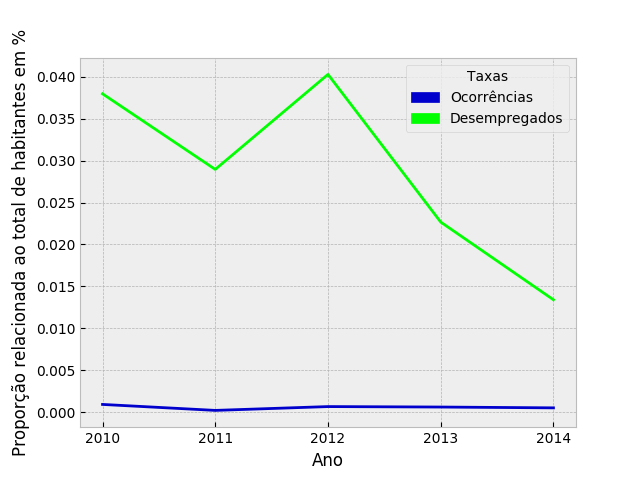 Proporção relacionada ao total de habitantes em %
0.040
0.035
0.030
0.025
0.020
0.015
0.010
0.005
0.000
Taxas
Ocorrências
Desempregados
2010 2011 2012 2013 2014
Ano